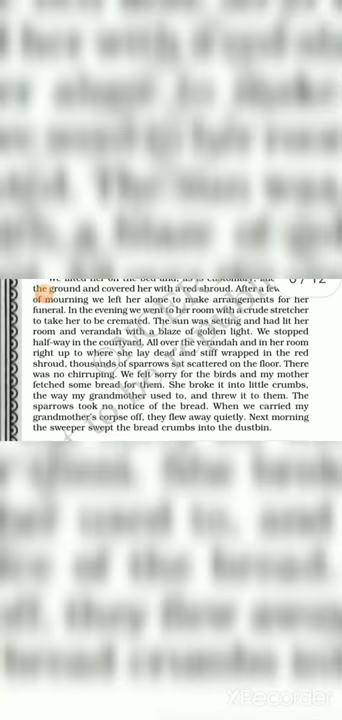 the ground and covered her with a red shroud. After a few
of mourning we left her alone to make arrangements for her
funeral. In the evening we went to her room with a crude stretcher
to take her to be cremated. The sun was setting and had lit her
room and verandah with a blaze of golden light. We stopped
half-way in the courtyard. All over the verandah and in her room
right up to where she lay dead and stiff wrapped in the red
shroud, thousands of sparrows sat scattered on the floor. There
was no chirruping. We felt sorry for the birds and my mother
fetched some bread for them. She broke it into little crumbs,
the way my grandmother used to, and threw it to them. The
sparrows took no notice of the bread. When we carried my
grandmother's corpse off, they flew away quietly. Next morning
the sweeper swept the bread crumbs into the dustbin.
XRecorder